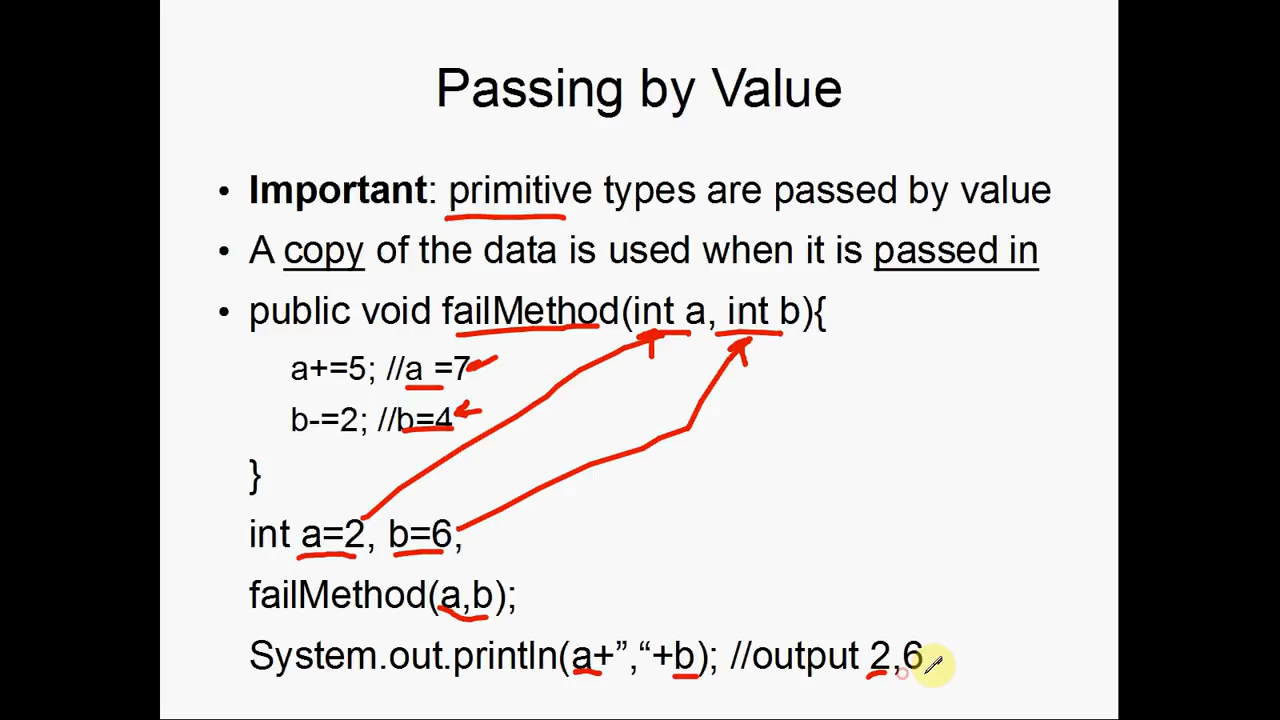 Passing by Value
• Important: primitive types are passed by value
• A copy of the data is used when it is passed in
• public void failMethod(int a, int b){
a+=5; //a =7
b-=2; //b=4
}
int a=2, b=6;
failMethod(a,b);
System.out.println(a+”,“+b); //output 2,6